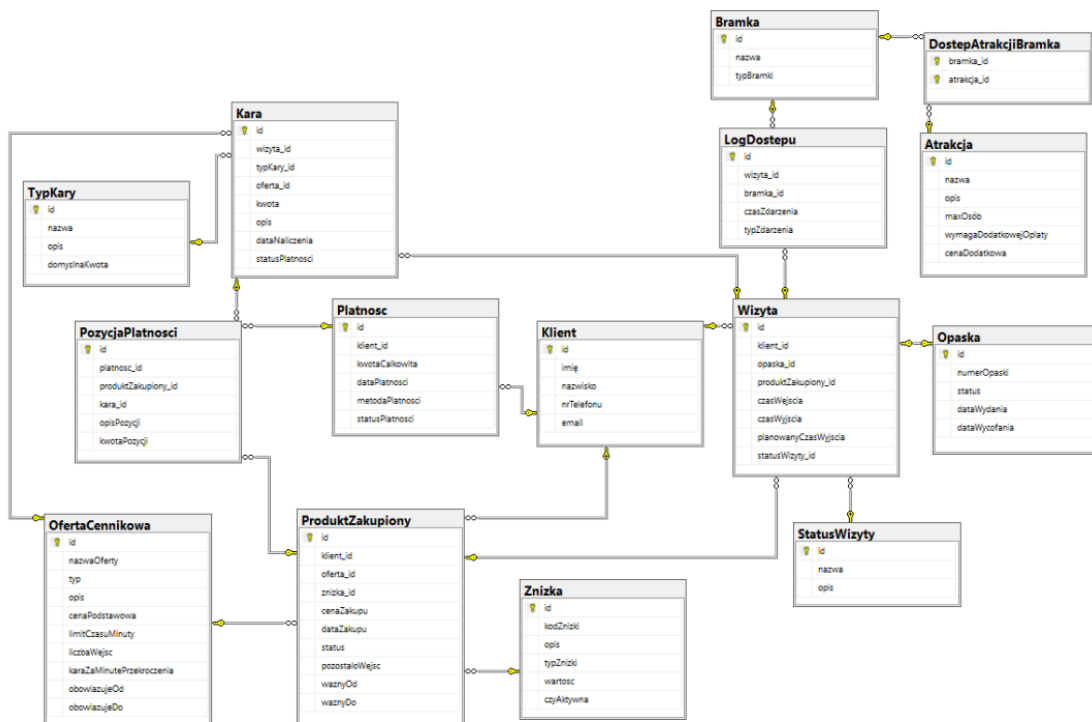 Bramka
id
nazwa
typBramki
DostepAtrakcjiBramka
bramka_id
atrakcja_id
Kara
id
wizyta_id
typKary_id
oferta_id
kwota
opis
dataNaliczenia
statusPlatnosci
LogDostepu
id
wizyta_id
bramka_id
czasZdarzenia
typZdarzenia
Atrakcja
id
nazwa
opis
maxOsób
wymagaDodatkowejOplaty
cenaDodatkowa
TypKary
id
nazwa
opis
domyslnaKwota
PozycjaPlatnosci
id
platnosc_id
produktZakupiony_id
kara_id
opisPozycji
kwotaPozycji
Platnosc
id
klient_id
kwotaCalkowita
dataPlatnosci
metodaPlatnosci
statusPlatnosci
Klient
id
imię
nazwisko
nrTelefonu
email
Wizyta
id
klient_id
opaska_id
produktZakupiony_id
czasWejscia
czasWyjscia
planowanyCzasWyjscia
statusWizyty_id
Opaska
id
numerOpaski
status
dataWydania
dataWycofania
OfertaCennikowa
id
nazwaOferty
typ
opis
cenaPodstawowa
limitCzasuMinuty
liczbaWejsc
karaZaMinutePrzekroczenia
obowiazujeOd
obowiazujeDo
ProduktZakupiony
id
klient_id
oferta_id
znizka_id
cenaZakupu
dataZakupu
status
pozostaloWejsc
waznyOd
waznyDo
Znizka
id
kodZnizki
opis
typZnizki
wartosc
czyAktywna
StatusWizyty
id
nazwa
opis